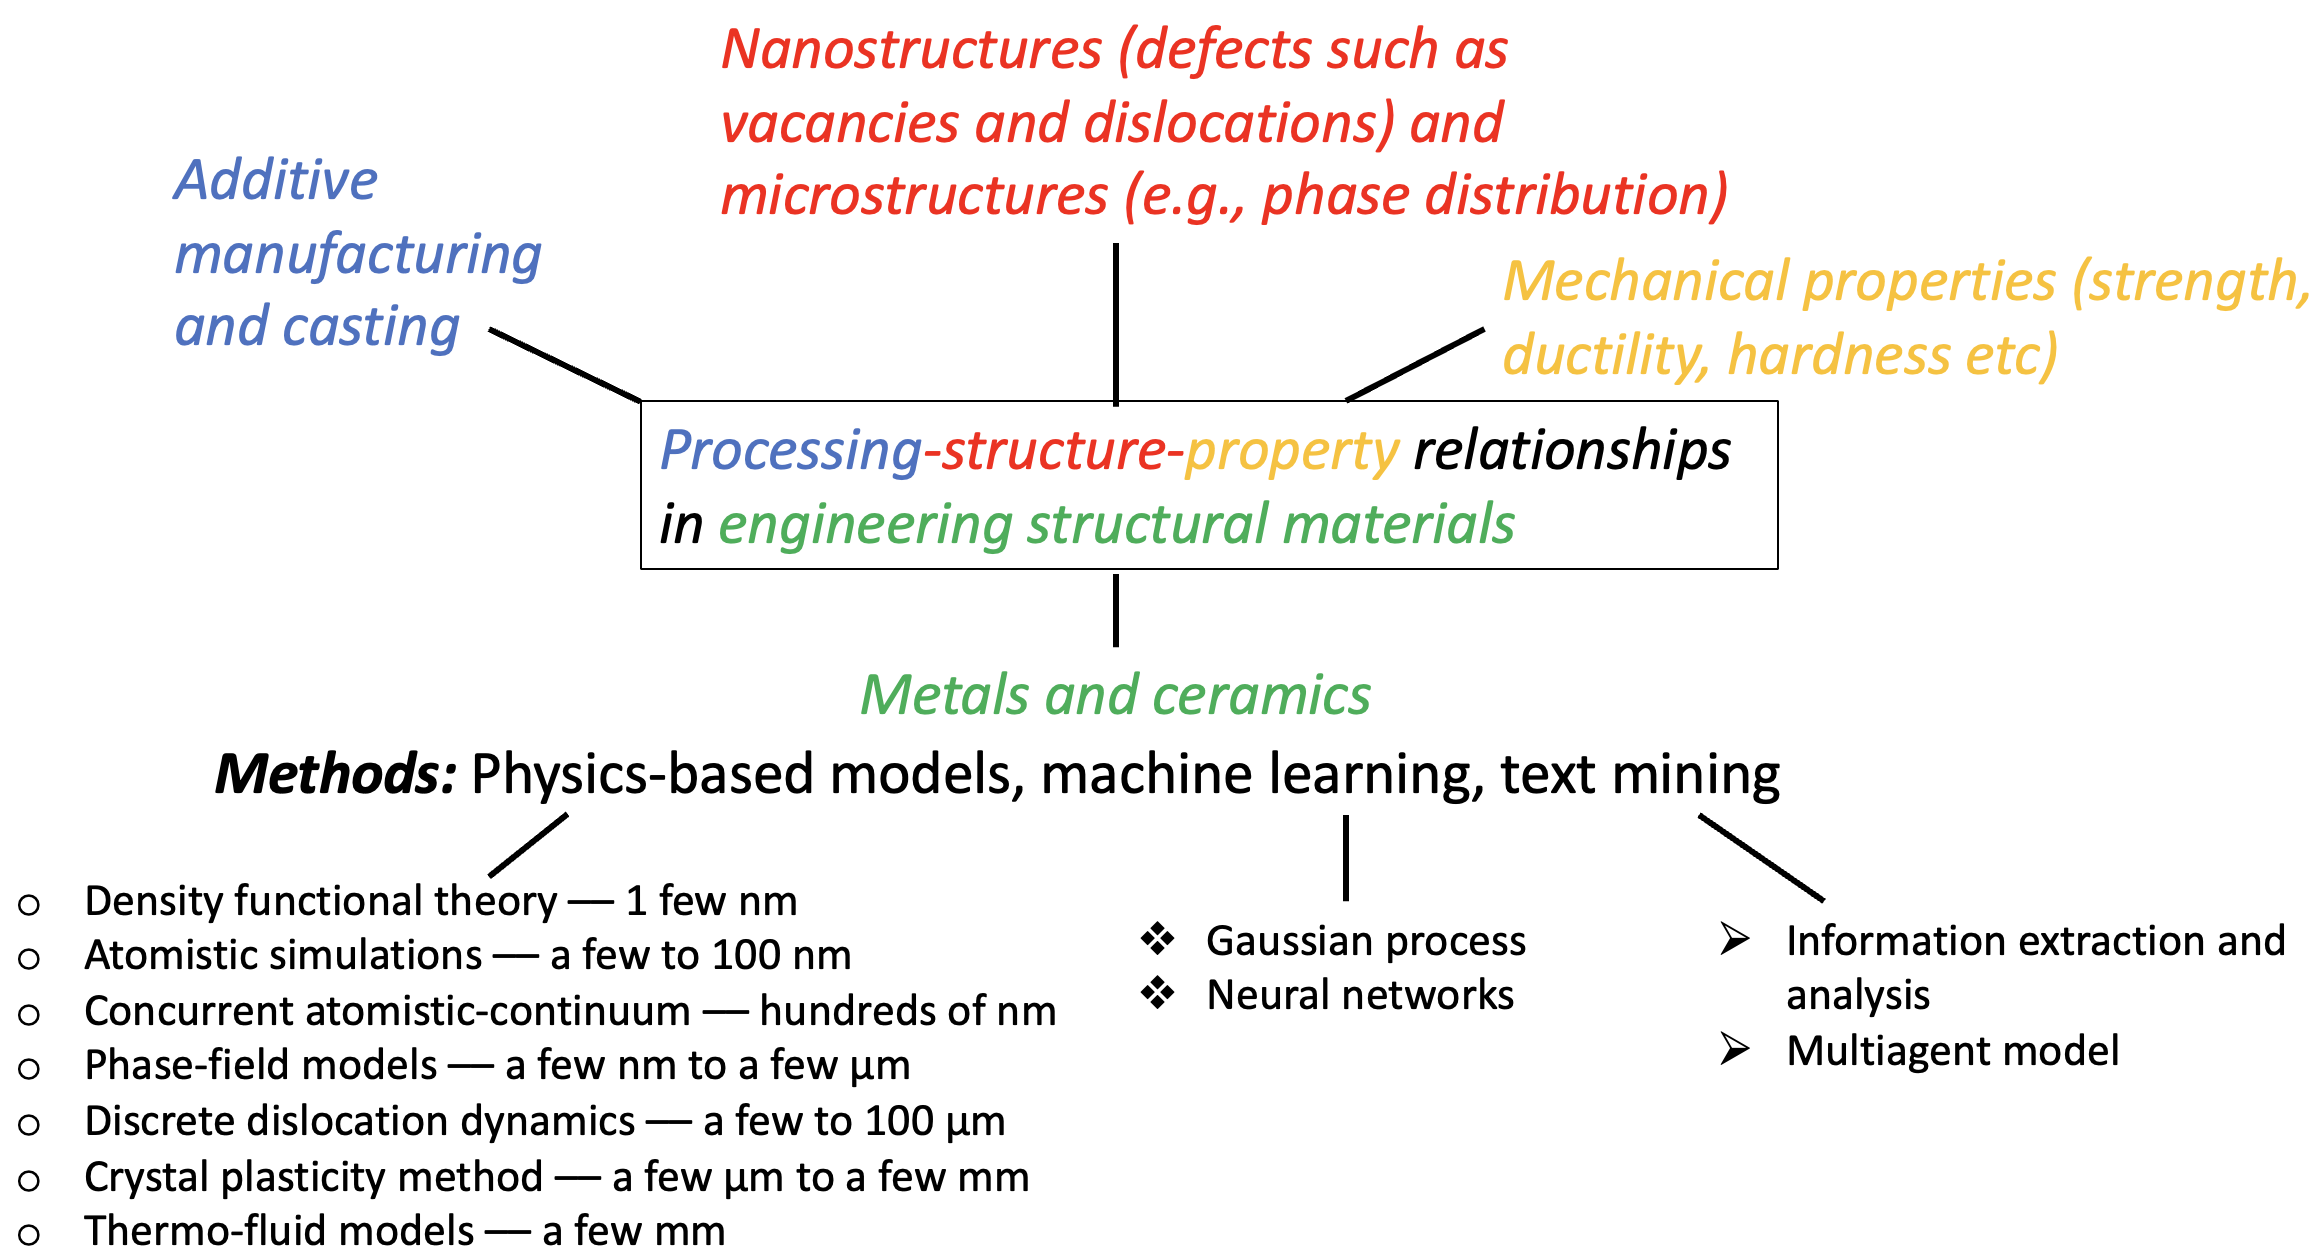 Nanostructures (defects such as
vacancies and dislocations) and
microstructures (e.g., phase distribution)
Additive
manufacturing
and casting
Mechanical properties (strength,
ductility, hardness etc)
Processing-structure-property relationships
in engineering structural materials
Metals and ceramics
Methods: Physics-based models, machine learning, text mining
Density functional theory — 1 few nm
Atomistic simulations — a few to 100 nm
Concurrent atomistic-continuum — hundreds of nm
Phase-field models — a few nm to a few µm
Discrete dislocation dynamics — a few to 100 µm
Crystal plasticity method — a few µm to a few mm
Thermo-fluid models — a few mm
Gaussian process
Neural networks
Information extraction and
analysis
Multiagent model